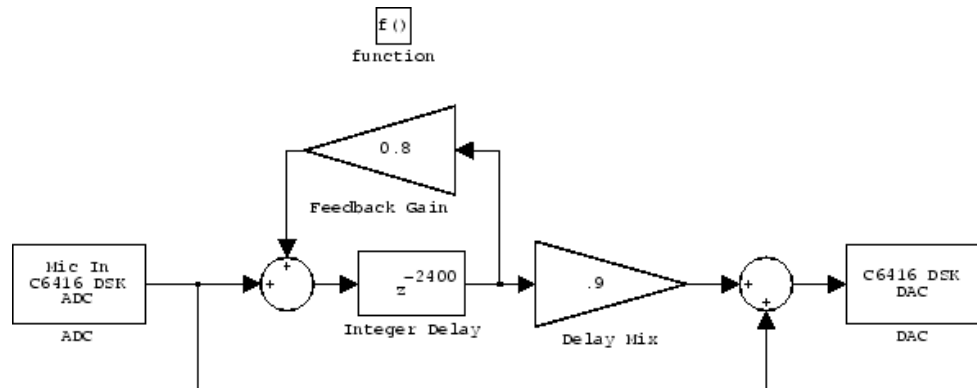 f()
function
0.8
Feedback Gain
Mic In
C6416 DSK
ADC
ADC
+
+
z-2400
Integer Delay
.9
Delay Mix
+
+
C6416 DSK
DAC
DAC